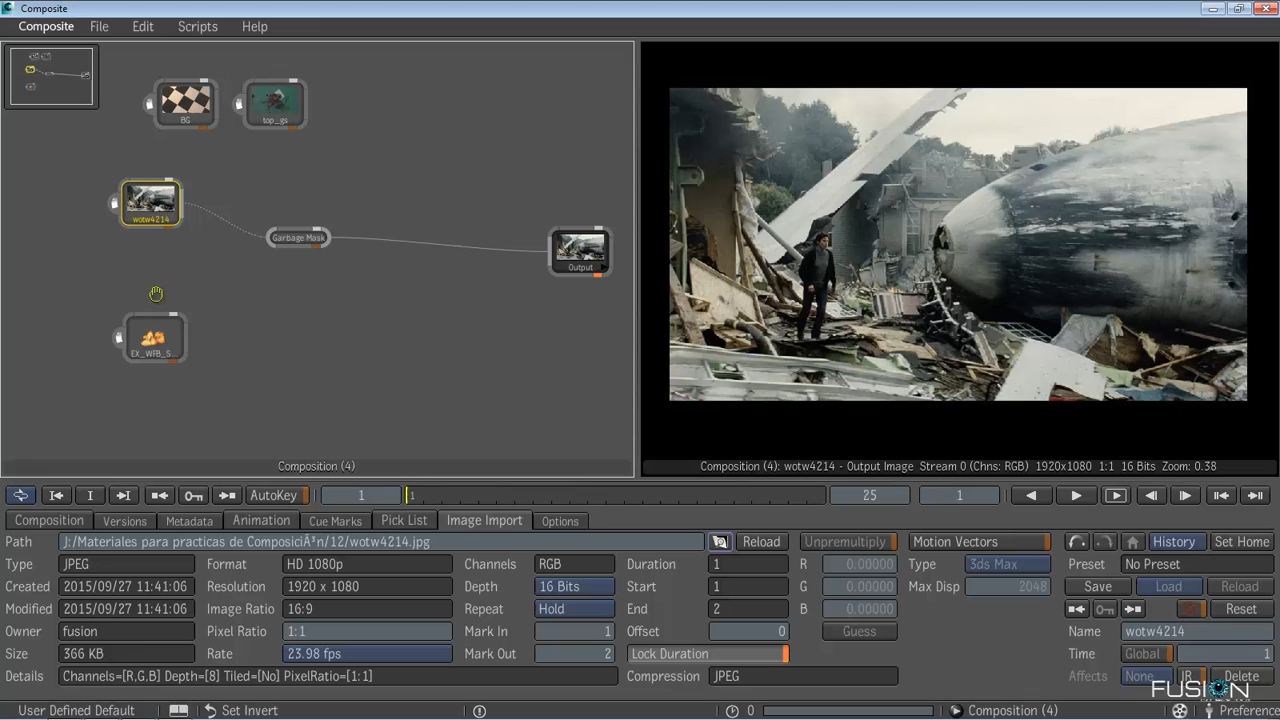 Composite
Composite File Edit Scripts Help
BG
top_gs
wotw4214
Garbage Mask
Output
EX_WFB_S...
Composition (4)
Composition (4): wotw4214 - Output Image Stream 0 (Chns: RGB) 1920x1080 1:1 16 Bits Zoom: 0.38
AutoKey 1 1 25 1
Composition Versions Metadata Animation Cue Marks Pick List Image Import Options
Path J:/Materiales para practicas de ComposiciÃ³n/12/wotw4214.jpg Reload Unpremultiply Motion Vectors History Set Home
Type JPEG Format HD 1080p Channels RGB Duration 1 R 0.00000 Type 3ds Max Preset No Preset
Created 2015/09/27 11:41:06 Resolution 1920 x 1080 Depth 16 Bits Start 1 G 0.00000 Max Disp 2048 Save Load Reload
Modified 2015/09/27 11:41:06 Image Ratio 16:9 Repeat Hold End 2 B 0.00000 Reset
Owner fusion Pixel Ratio 1:1 Mark In 1 Offset 0 Guess Name wotw4214
Size 366 KB Rate 23.98 fps Mark Out 2 Lock Duration Time Global 1
Details Channels=[R.G.B] Depth=[8] Tiled=[No] PixelRatio=[1:1] Compression JPEG Affects None Delete
FUSION
User Defined Default Set Invert 0 Composition (4) Preference